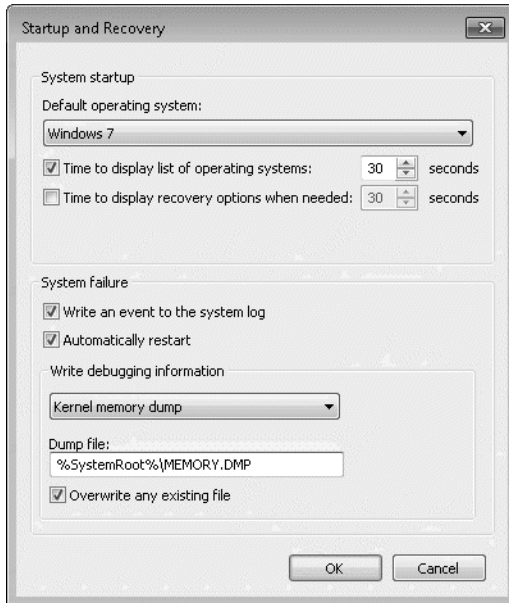 Startup and Recovery
System startup
Default operating system:
Windows 7
Time to display list of operating systems: 30 seconds
Time to display recovery options when needed: 30 seconds
System failure
Write an event to the system log
Automatically restart
Write debugging information
Kernel memory dump
Dump file:
%SystemRoot%\MEMORY.DMP
Overwrite any existing file
OK Cancel